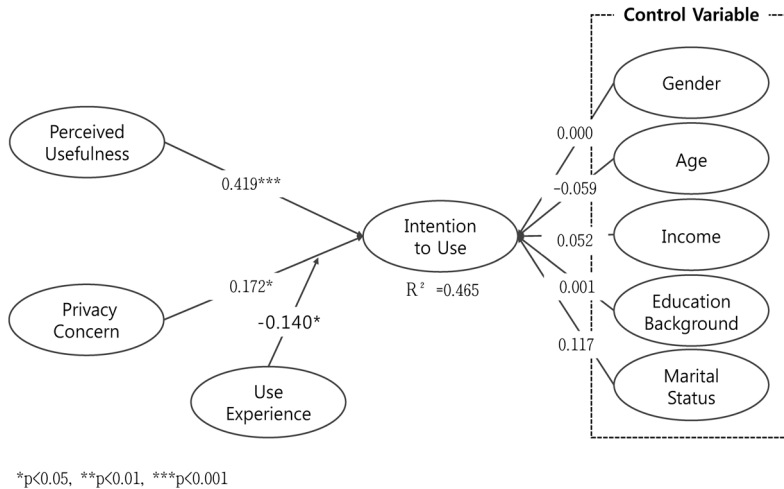 Control Variable
Gender
Perceived
Usefulness
0.000
Age
0.419***
-0.059
Intention
to Use
0.052
Income
R² =0.465
0.172*
Privacy
Concern
0.001
Education
Background
-0.140*
0.117
Marital
Status
Use
Experience
*p<0.05, **p<0.01, ***p<0.001